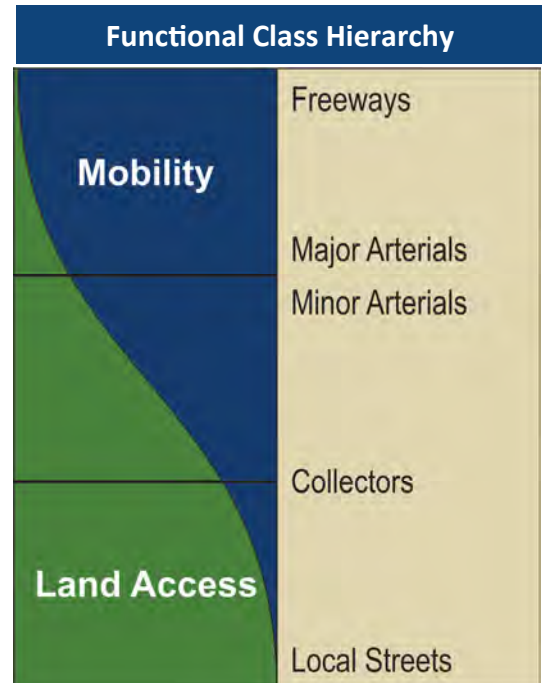 Functional Class Hierarchy
Mobility
Freeways
Major Arterials
Minor Arterials
Collectors
Land Access
Local Streets